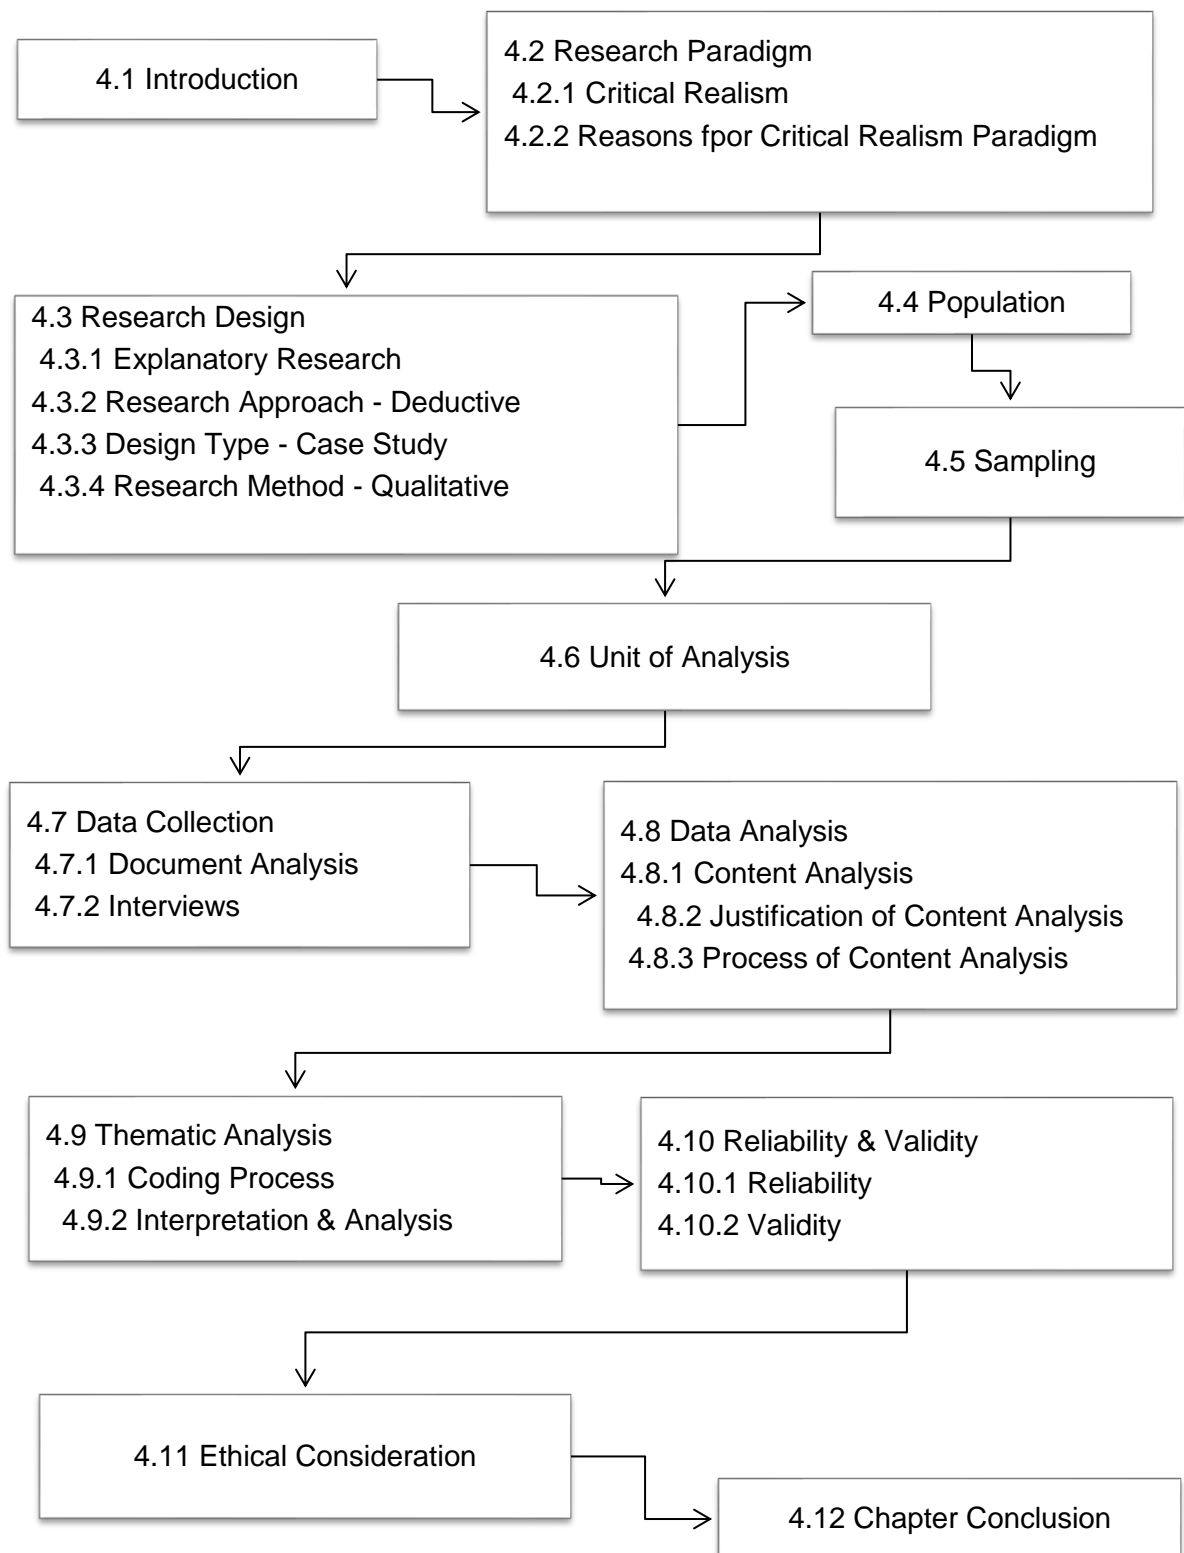 4.1 Introduction
4.2 Research Paradigm
4.2.1 Critical Realism
4.2.2 Reasons fpor Critical Realism Paradigm
4.3 Research Design
4.3.1 Explanatory Research
4.3.2 Research Approach - Deductive
4.3.3 Design Type - Case Study
4.3.4 Research Method - Qualitative
4.4 Population
4.5 Sampling
4.6 Unit of Analysis
4.7 Data Collection
4.7.1 Document Analysis
4.7.2 Interviews
4.8 Data Analysis
4.8.1 Content Analysis
4.8.2 Justification of Content Analysis
4.8.3 Process of Content Analysis
4.9 Thematic Analysis
4.9.1 Coding Process
4.9.2 Interpretation & Analysis
4.10 Reliability & Validity
4.10.1 Reliability
4.10.2 Validity
4.11 Ethical Consideration
4.12 Chapter Conclusion